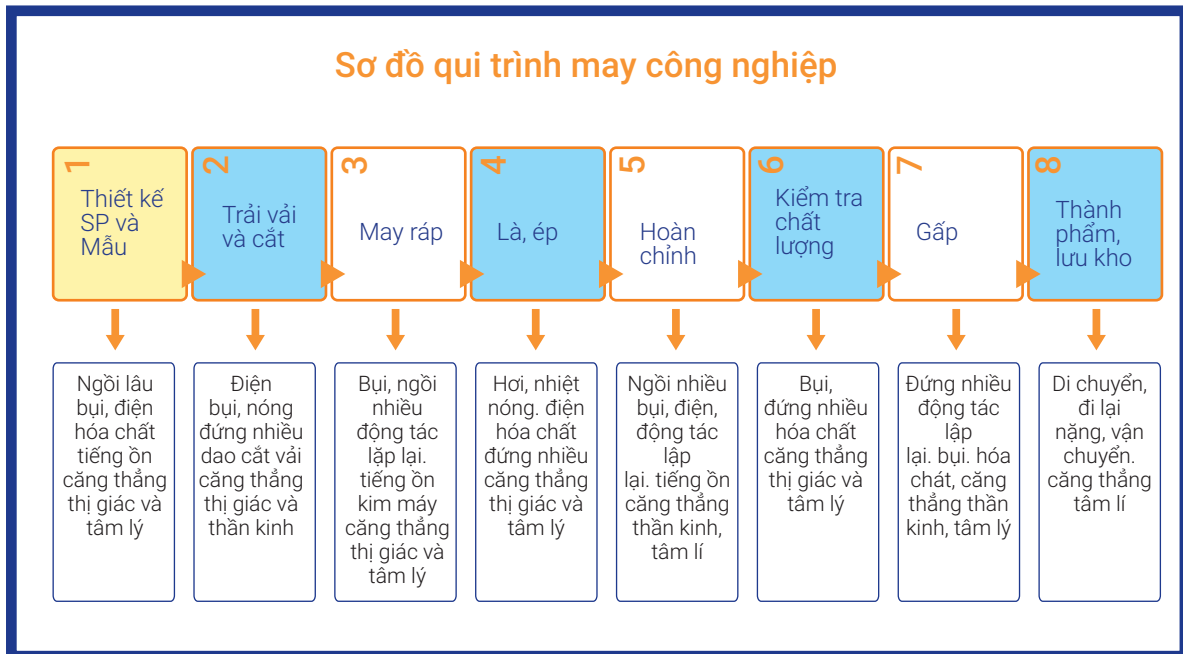 Sơ đồ qui trình may công nghiệp
1
Thiết kế
SP và
Mẫu
2
Trải vải
và cắt
3
May ráp
4
Là, ép
5
Hoàn
chỉnh
6
Kiểm tra
chất
lượng
7
Gấp
8
Thành
phẩm,
lưu kho
Ngồi lâu
bụi, điện
hóa chất
tiếng ồn
căng thẳng
thị giác và
tâm lý
Điện
bụi, nóng
đứng nhiều
dao cắt vải
căng thẳng
thị giác và
thần kinh
Bụi, ngồi
nhiều
động tác
lặp lại.
tiếng ồn
kim máy
căng thẳng
thị giác và
tâm lý
Hơi, nhiệt
nóng. điện
hóa chất
đứng nhiều
căng thẳng
thị giác và
tâm lý
Ngồi nhiều
bụi, điện,
động tác
lập
lại. tiếng ồn
căng thẳng
thần kinh,
tâm lí
Bụi,
đứng nhiều
hóa chất
căng thẳng
thị giác và
tâm lý
Đứng nhiều
động tác
lập
lại. bụi. hóa
chát, căng
thẳng thần
kinh, tâm lý
Di chuyển,
đi lại
nặng, vận
chuyển.
căng thẳng
tâm lí